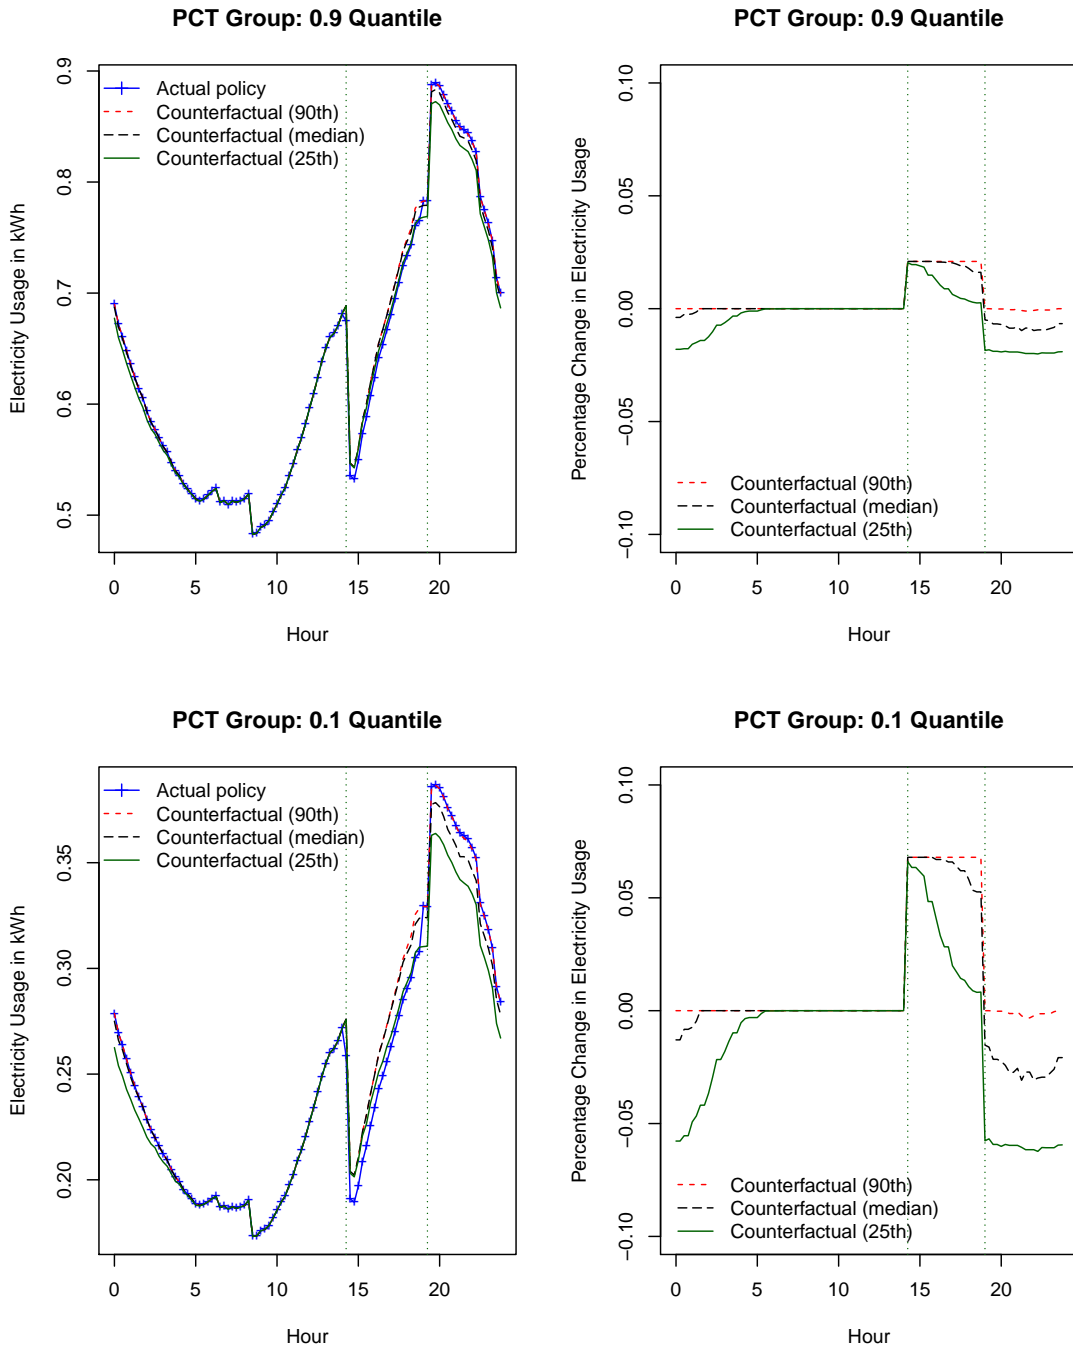 PCT Group: 0.9 Quantile
Electricity Usage in kWh
0.9
0.8
0.7
0.6
0.5
Actual policy
Counterfactual (90th)
Counterfactual (median)
Counterfactual (25th)
0 5 10 15 20
Hour
PCT Group: 0.9 Quantile
Percentage Change in Electricity Usage
0.10
0.05
0.00
−0.05
−0.10
Counterfactual (90th)
Counterfactual (median)
Counterfactual (25th)
0 5 10 15 20
Hour
PCT Group: 0.1 Quantile
Electricity Usage in kWh
0.35
0.30
0.25
0.20
Actual policy
Counterfactual (90th)
Counterfactual (median)
Counterfactual (25th)
0 5 10 15 20
Hour
PCT Group: 0.1 Quantile
Percentage Change in Electricity Usage
0.10
0.05
0.00
−0.05
−0.10
Counterfactual (90th)
Counterfactual (median)
Counterfactual (25th)
0 5 10 15 20
Hour